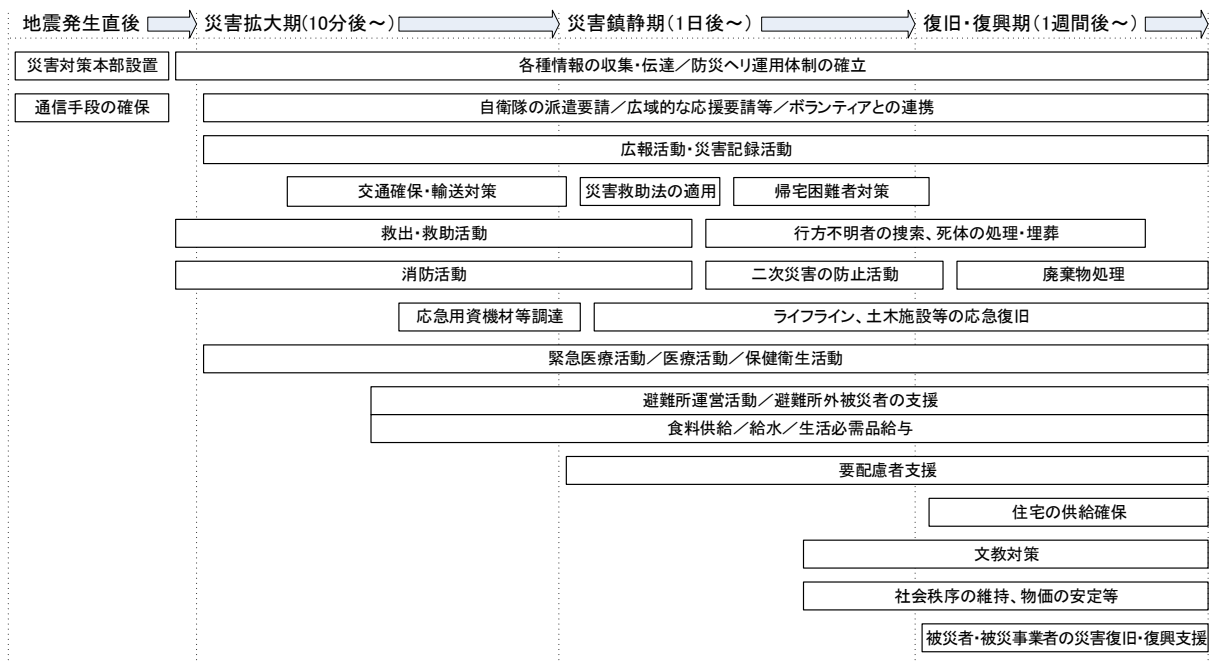 地震発生直後 災害拡大期(10分後～) 災害鎮静期(1日後～) 復旧・復興期(1週間後～)
災害対策本部設置 各種情報の収集・伝達／防災ヘリ運用体制の確立
通信手段の確保 自衛隊の派遣要請／広域的な応援要請等／ボランティアとの連携
広報活動・災害記録活動
交通確保・輸送対策 災害救助法の適用 帰宅困難者対策
救出・救助活動 行方不明者の捜索、死体の処理・埋葬
消防活動 二次災害の防止活動 廃棄物処理
応急用資機材等調達 ライフライン、土木施設等の応急復旧
緊急医療活動／医療活動／保健衛生活動
避難所運営活動／避難所外被災者の支援
食料供給／給水／生活必需品給与
要配慮者支援
住宅の供給確保
文教対策
社会秩序の維持、物価の安定等
被災者・被災事業者の災害復旧・復興支援